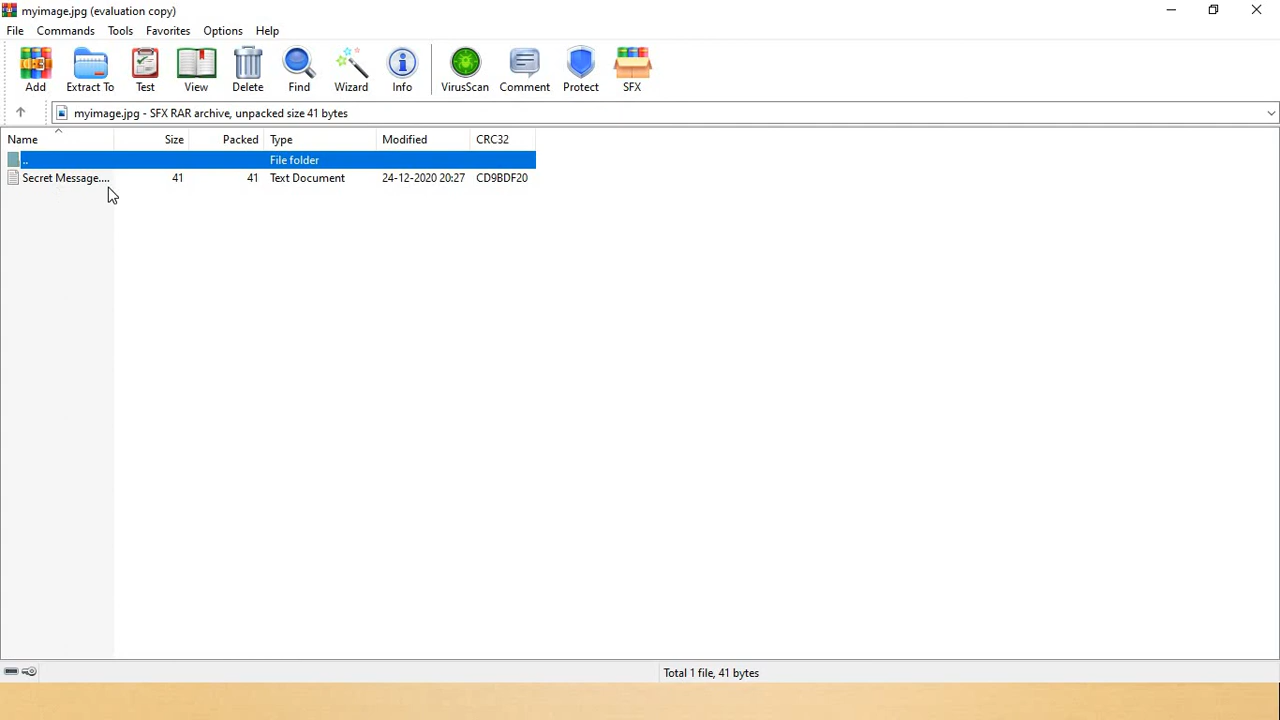 myimage.jpg (evaluation copy)
File Commands Tools Favorites Options Help
Add Extract To Test View Delete Find Wizard Info VirusScan Comment Protect SFX
myimage.jpg - SFX RAR archive, unpacked size 41 bytes
Name Size Packed Type Modified CRC32
.. File folder
Secret Message.... 41 41 Text Document 24-12-2020 20:27 CD9BDF20
Total 1 file, 41 bytes